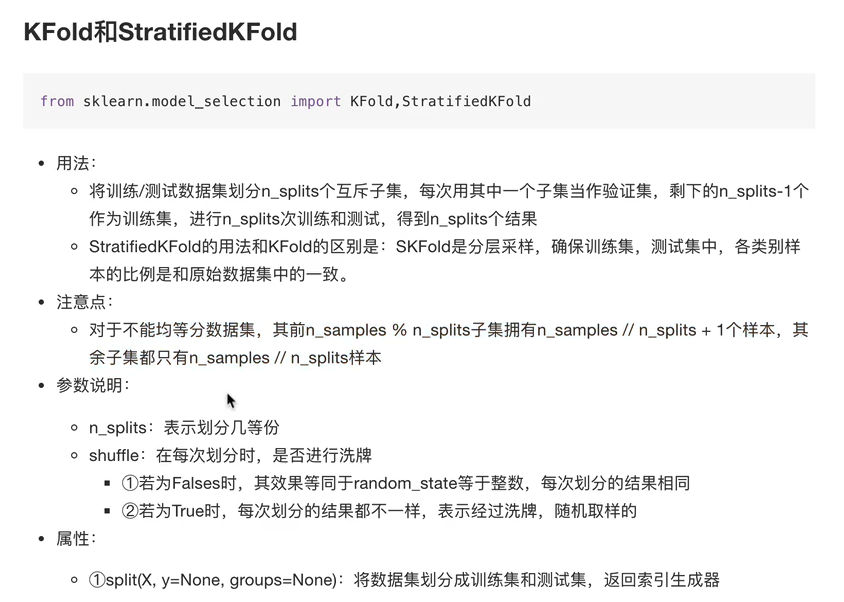 KFold和StratifiedKFold
from sklearn.model_selection import KFold,StratifiedKFold
用法：
将训练/测试数据集划分n_splits个互斥子集，每次用其中一个子集当作验证集，剩下的n_splits-1个
作为训练集，进行n_splits次训练和测试，得到n_splits个结果
StratifiedKFold的用法和KFold的区别是：SKFold是分层采样，确保训练集，测试集中，各类别样
本的比例是和原始数据集中的一致。
注意点：
对于不能均等分数据集，其前n_samples % n_splits子集拥有n_samples // n_splits + 1个样本，其
余子集都只有n_samples // n_splits样本
参数说明：
n_splits：表示划分几等份
shuffle：在每次划分时，是否进行洗牌
①若为Falses时，其效果等同于random_state等于整数，每次划分的结果相同
②若为True时，每次划分的结果都不一样，表示经过洗牌，随机取样的
属性：
①split(X, y=None, groups=None)：将数据集划分成训练集和测试集，返回索引生成器